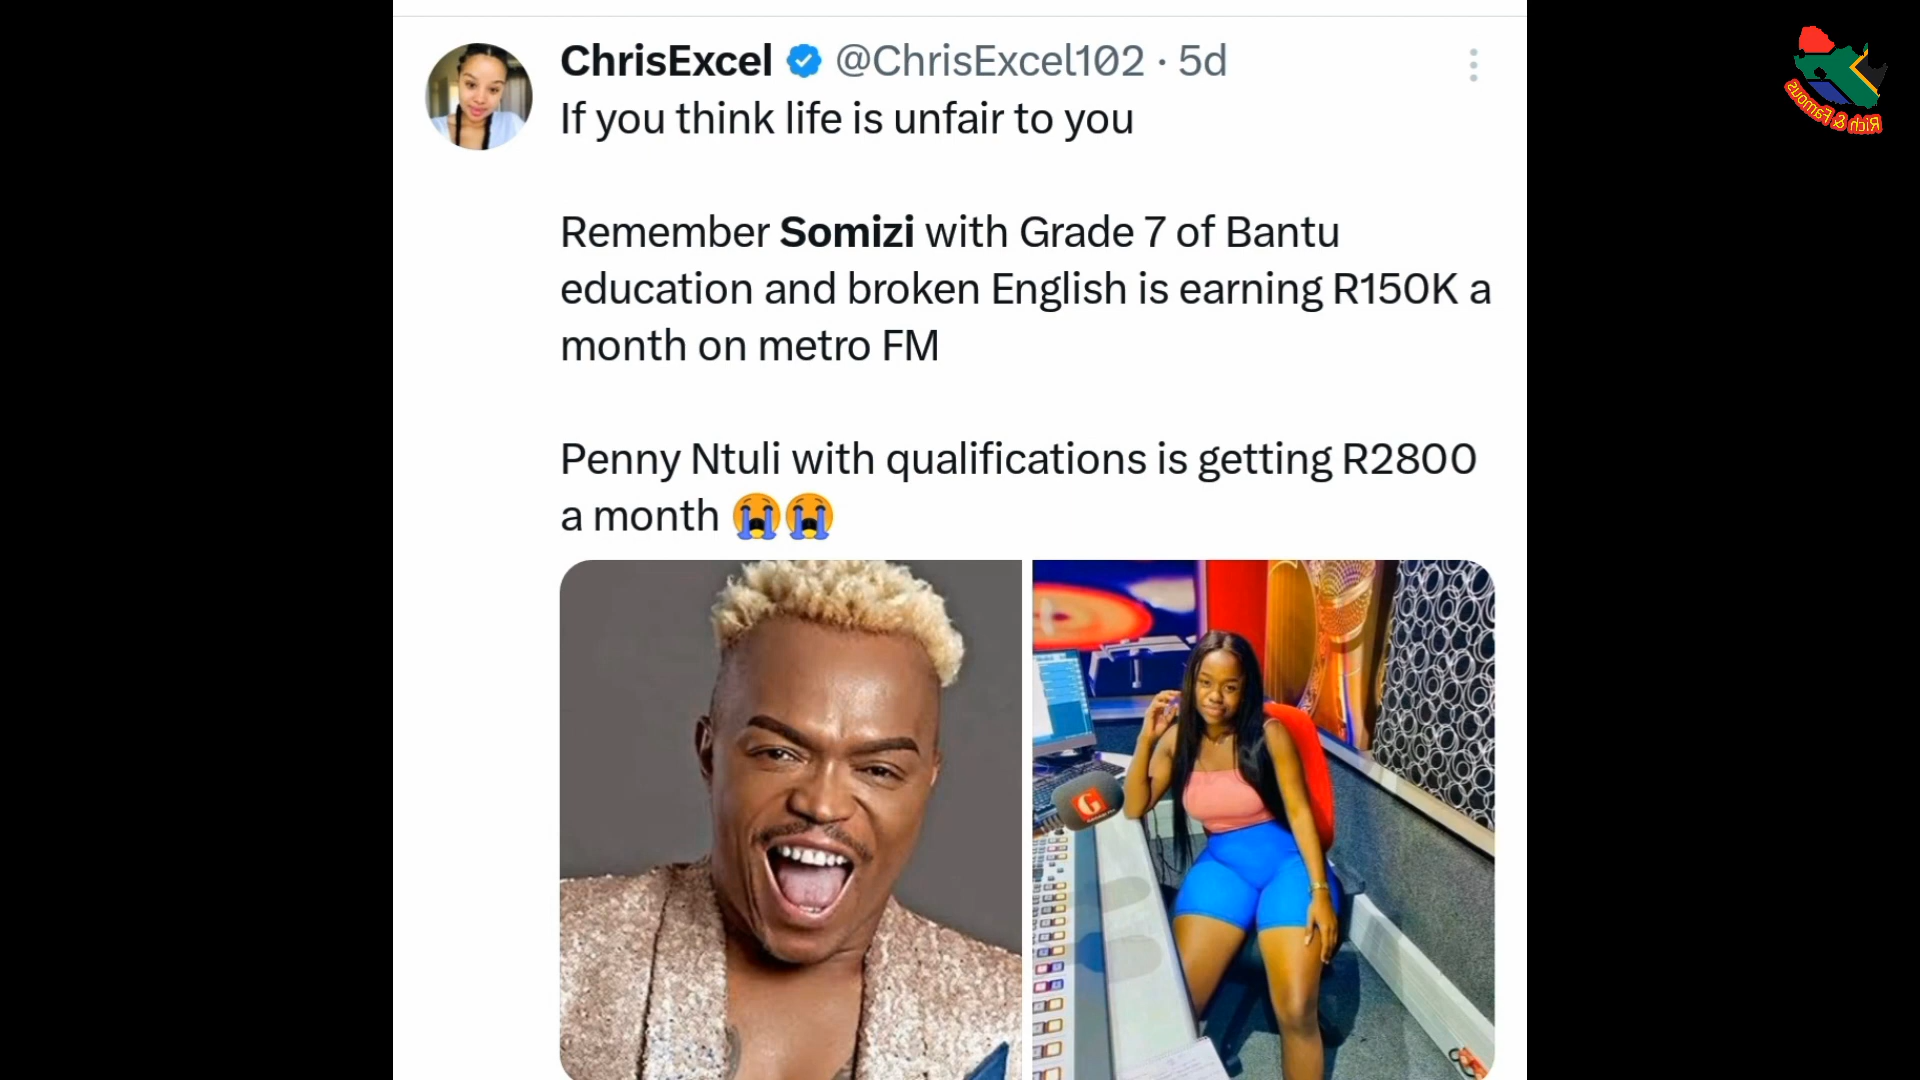 ChrisExcel @ChrisExcel102 · 5d
If you think life is unfair to you
Remember Somizi with Grade 7 of Bantu
education and broken English is earning R150K a
month on metro FM
Penny Ntuli with qualifications is getting R2800
a month 😭😭
Rich & Famous
G